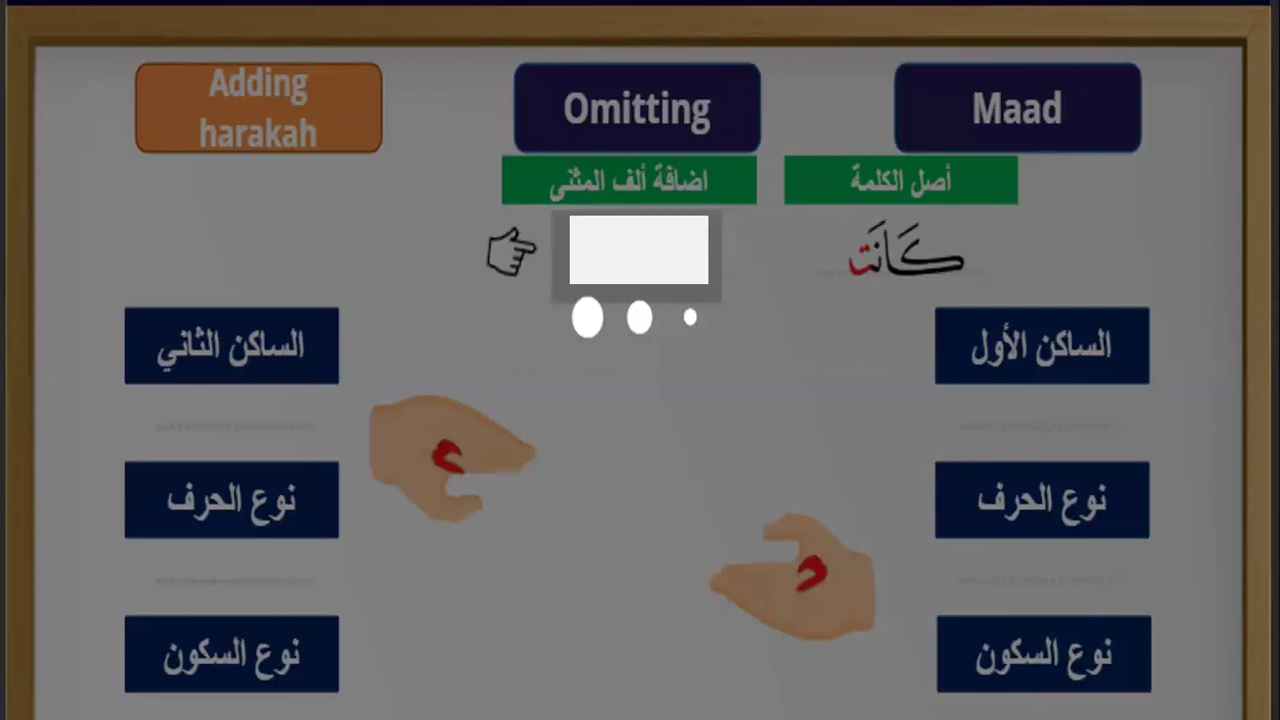 Adding
harakah
Omitting
Maad
أصل الكلمة
اضافة ألف المثنى
كَانَت
الساكن الأول
الساكن الثاني
نوع الحرف
نوع الحرف
نوع السكون
نوع السكون